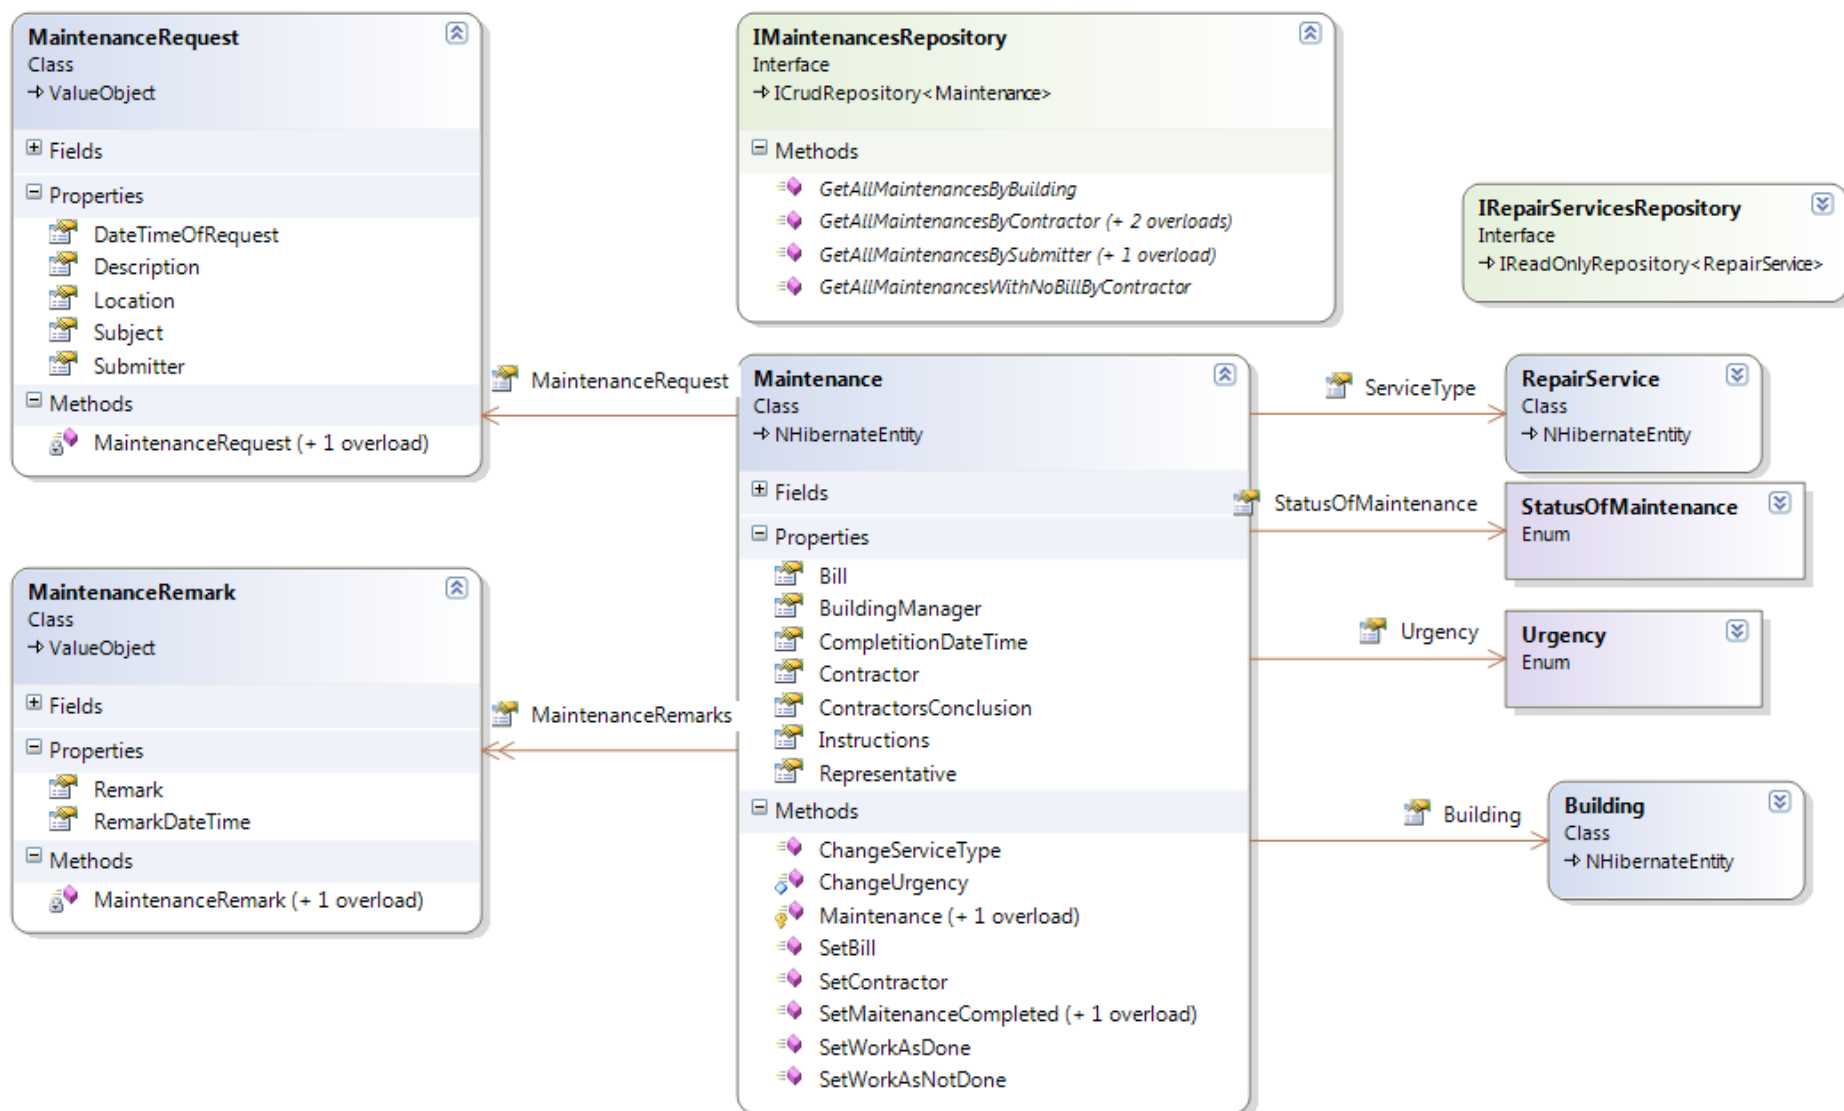 MaintenanceRequest
Class
ValueObject
Fields
Properties
DateTimeOfRequest
Description
Location
Subject
Submitter
Methods
MaintenanceRequest (+ 1 overload)
IMaintenancesRepository
Interface
ICrudRepository<Maintenance>
Methods
GetAllMaintenancesByBuilding
GetAllMaintenancesByContractor (+ 2 overloads)
GetAllMaintenancesBySubmitter (+ 1 overload)
GetAllMaintenancesWithNoBillByContractor
IRepairServicesRepository
Interface
IReadOnlyRepository<RepairService>
MaintenanceRequest
Maintenance
Class
NHibernateEntity
Fields
Properties
Bill
BuildingManager
CompletitionDateTime
Contractor
ContractorsConclusion
Instructions
Representative
Methods
ChangeServiceType
ChangeUrgency
Maintenance (+ 1 overload)
SetBill
SetContractor
SetMaitenanceCompleted (+ 1 overload)
SetWorkAsDone
SetWorkAsNotDone
ServiceType
RepairService
Class
NHibernateEntity
StatusOfMaintenance
StatusOfMaintenance
Enum
Urgency
Urgency
Enum
Building
Building
Class
NHibernateEntity
MaintenanceRemarks
MaintenanceRemark
Class
ValueObject
Fields
Properties
Remark
RemarkDateTime
Methods
MaintenanceRemark (+ 1 overload)